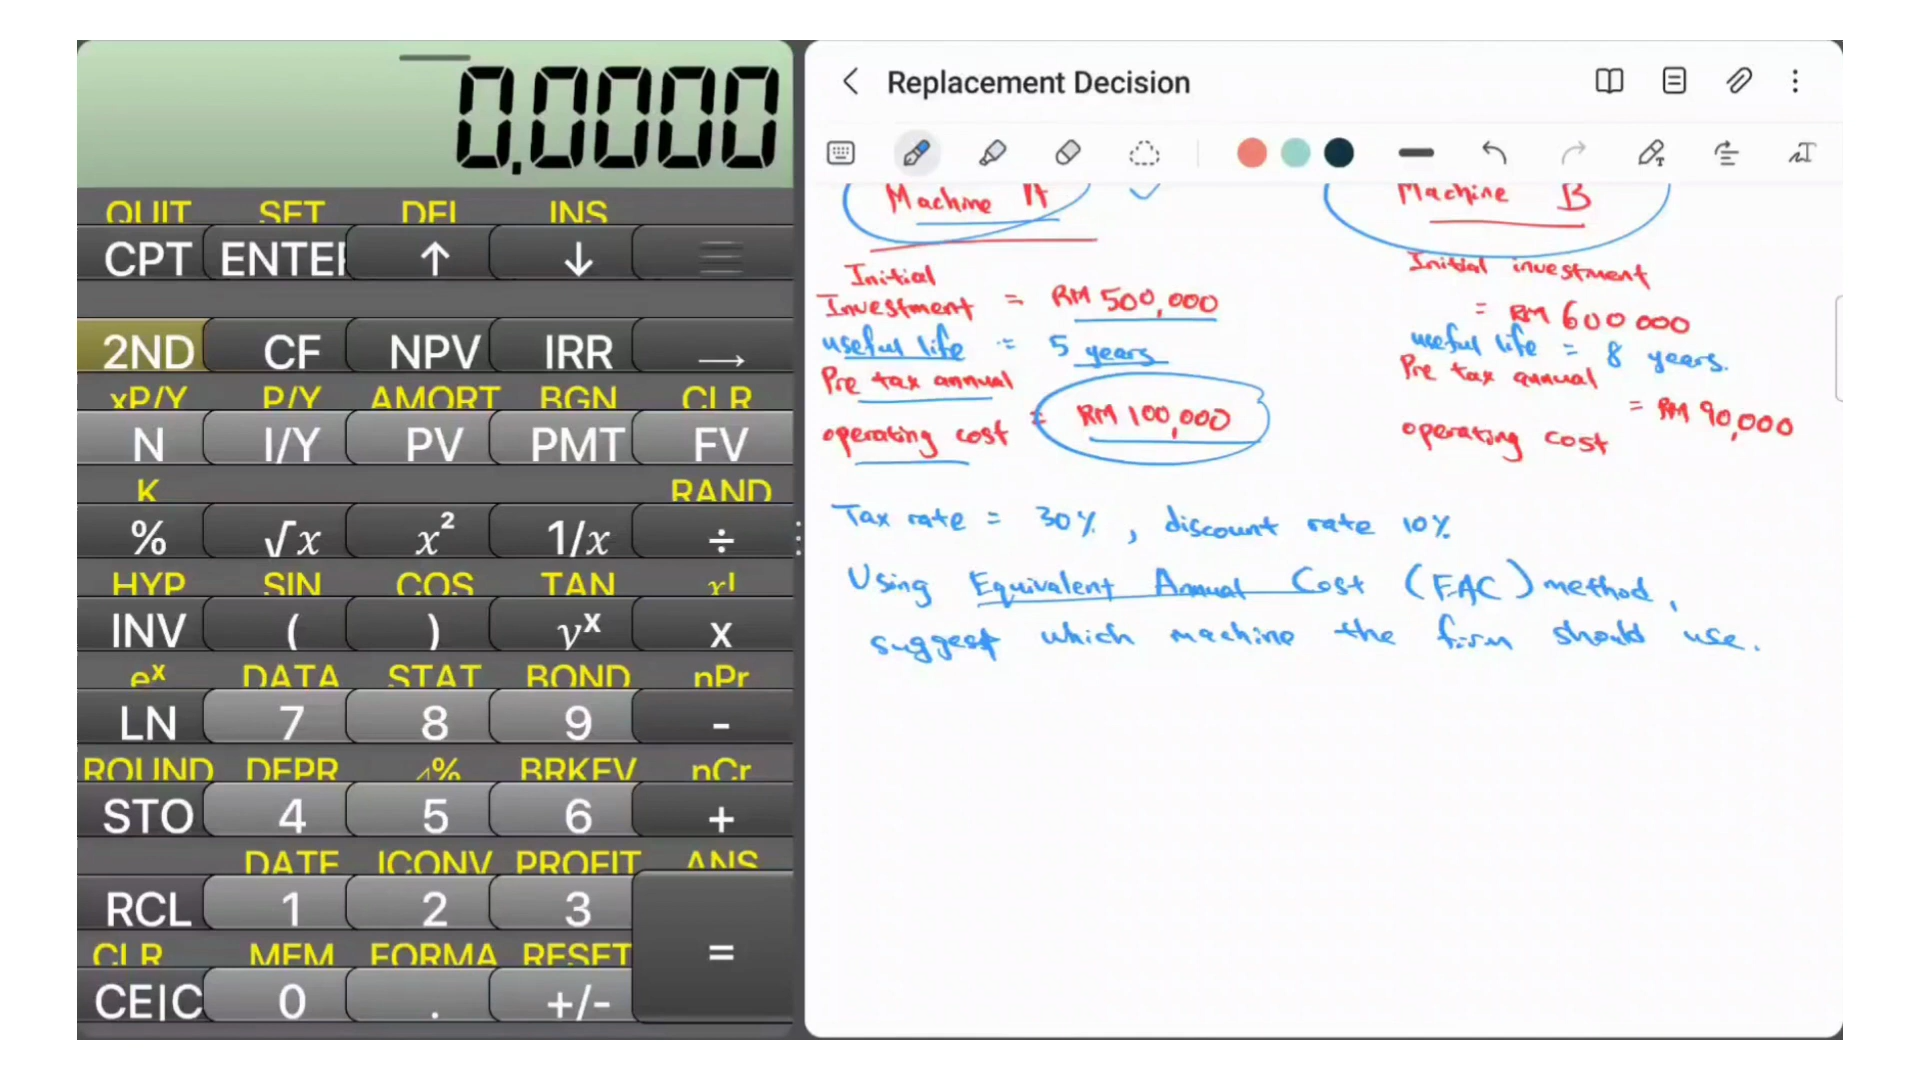 0.0000
QUIT SET DEL INS
CPT ENTER ↑ ↓
2ND CF NPV IRR →
xP/Y P/Y AMORT BGN CLR
N I/Y PV PMT FV
K RAND
% √x x² 1/x ÷
HYP SIN COS TAN x!
INV ( ) yˣ x
eˣ DATA STAT BOND nPr
LN 7 8 9 -
ROUND DEPR ⊿% BRKEV nCr
STO 4 5 6 +
DATE ICONV PROFIT ANS
RCL 1 2 3
CLR MEM FORMA RESET
=
CE|C 0 . +/-
Replacement Decision
Machine A
Initial
Investment = RM 500,000
useful life = 5 years
Pre tax annual
operating cost = RM 100,000
Machine B
Initial investment
= RM 600 000
useful life = 8 years.
Pre tax annual
= RM 90,000
operating cost
Tax rate = 30% , discount rate 10%
Using Equivalent Annual Cost (EAC) method,
suggest which machine the firm should use.